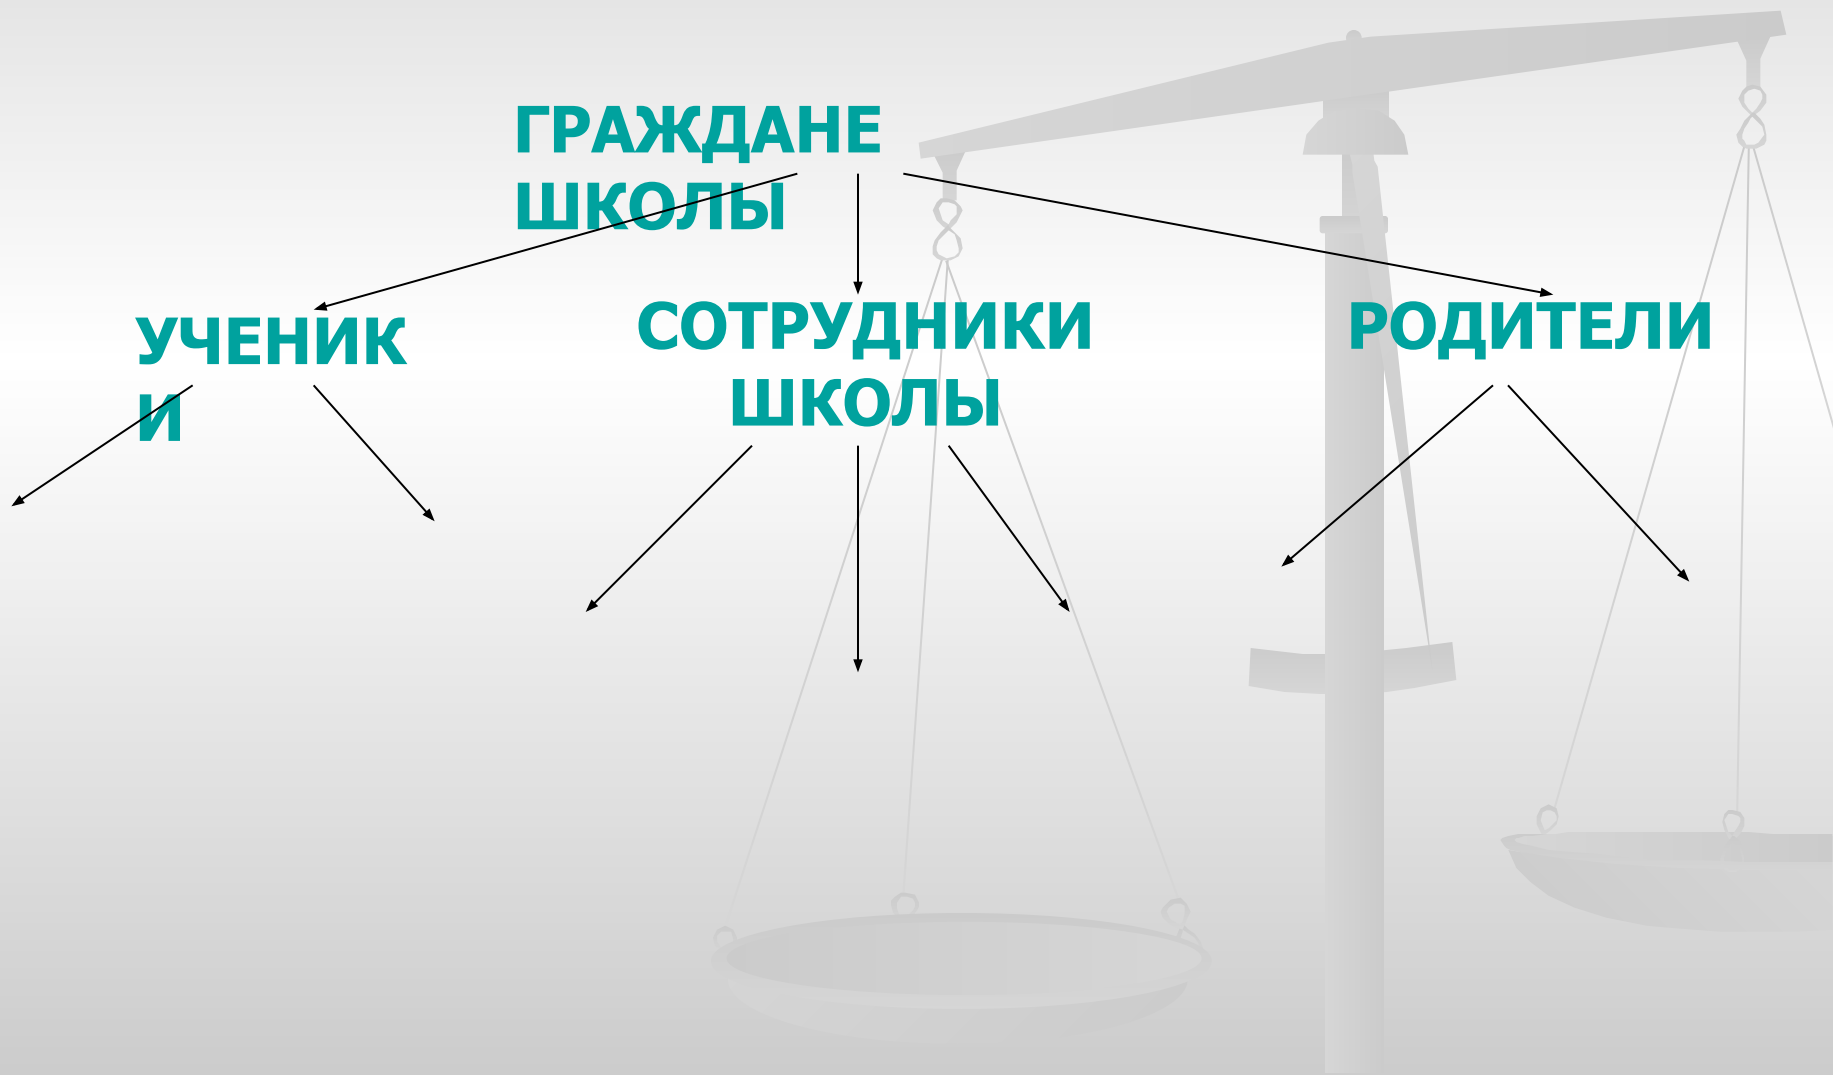 ГРАЖДАНЕ
ШКОЛЫ
УЧЕНИК
И
СОТРУДНИКИ
ШКОЛЫ
РОДИТЕЛИ